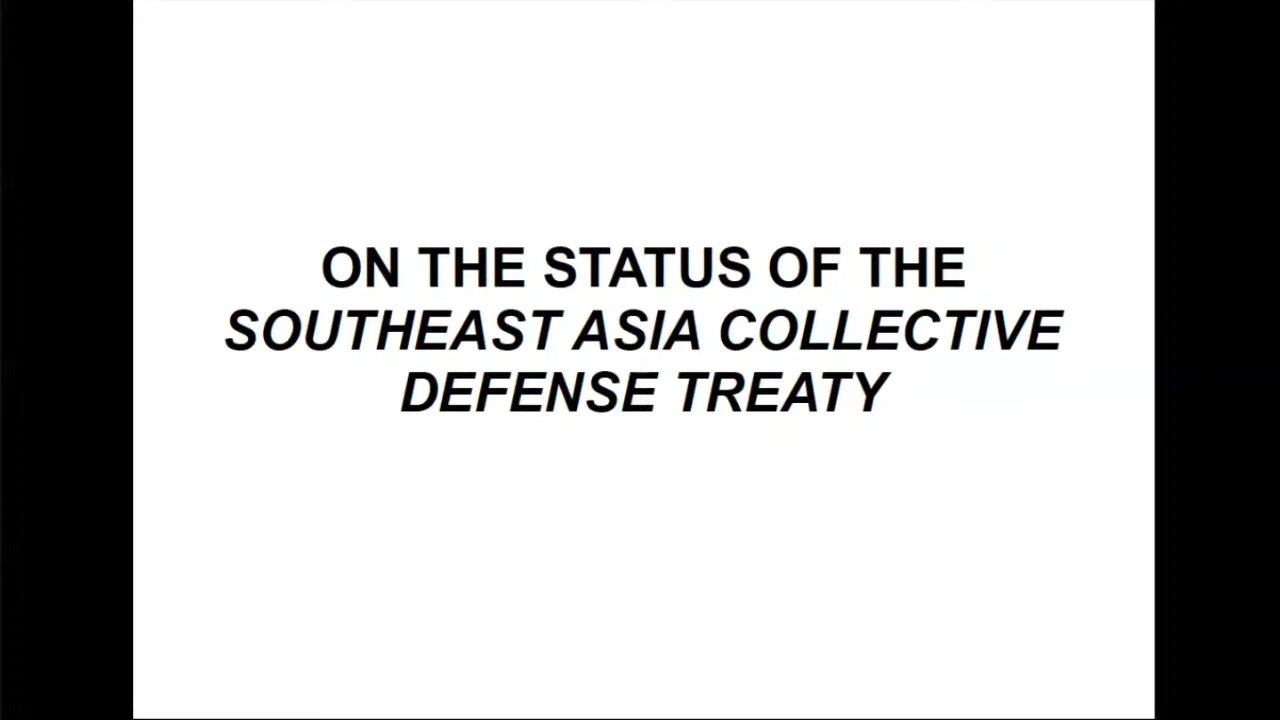 ON THE STATUS OF THE
SOUTHEAST ASIA COLLECTIVE
DEFENSE TREATY